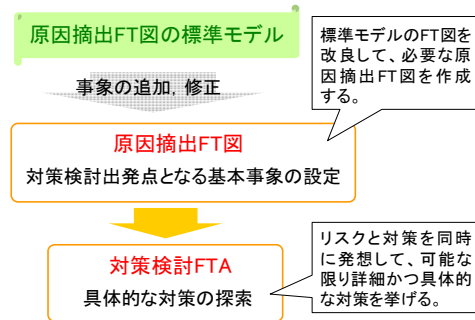 原因摘出FT図の標準モデル
標準モデルのFT図を
改良して、必要な原
因摘出FT図を作成
する。
事象の追加，修正
原因摘出FT図
対策検討出発点となる基本事象の設定
対策検討FTA
具体的な対策の探索
リスクと対策を同時
に発想して、可能な
限り詳細かつ具体的
な対策を挙げる。